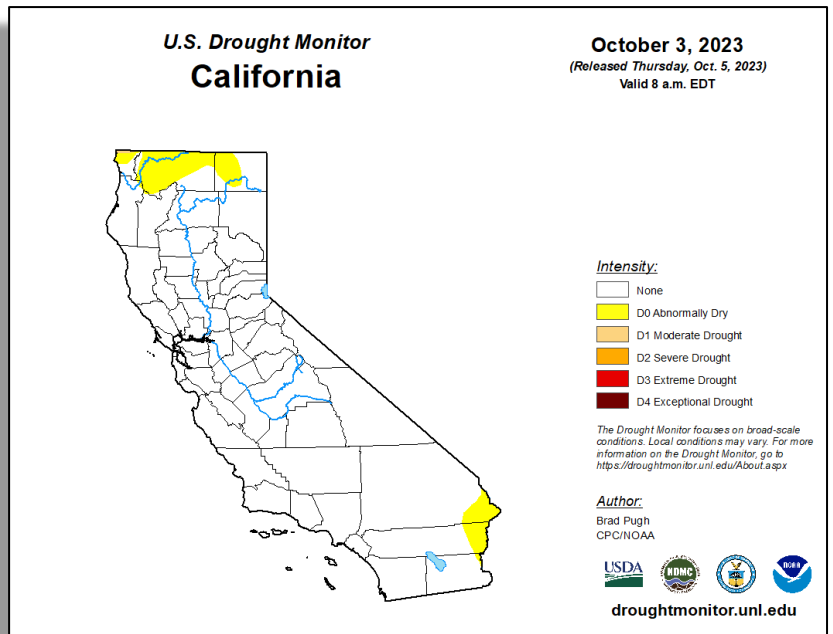 U.S. Drought Monitor
California
October 3, 2023
(Released Thursday, Oct. 5, 2023)
Valid 8 a.m. EDT
Intensity:
None
D0 Abnormally Dry
D1 Moderate Drought
D2 Severe Drought
D3 Extreme Drought
D4 Exceptional Drought
The Drought Monitor focuses on broad-scale
conditions. Local conditions may vary. For more
information on the Drought Monitor, go to
https://droughtmonitor.unl.edu/About.aspx
Author:
Brad Pugh
CPC/NOAA
USDA NDMC NOAA
droughtmonitor.unl.edu